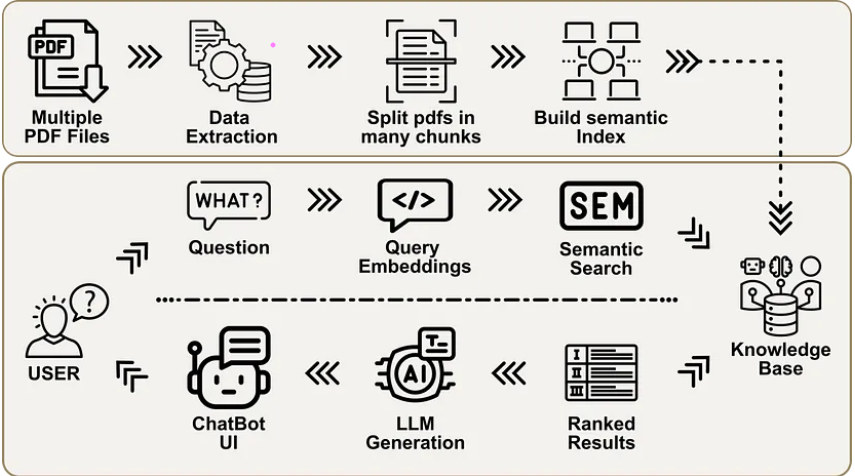 PDF
Multiple
PDF Files
Data
Extraction
Split pdfs in
many chunks
Build semantic
Index
WHAT?
Question
</>
Query
Embeddings
SEM
Semantic
Search
?
USER
Knowledge
Base
ChatBot
UI
T_
AI
LLM
Generation
I
II
III
Ranked
Results